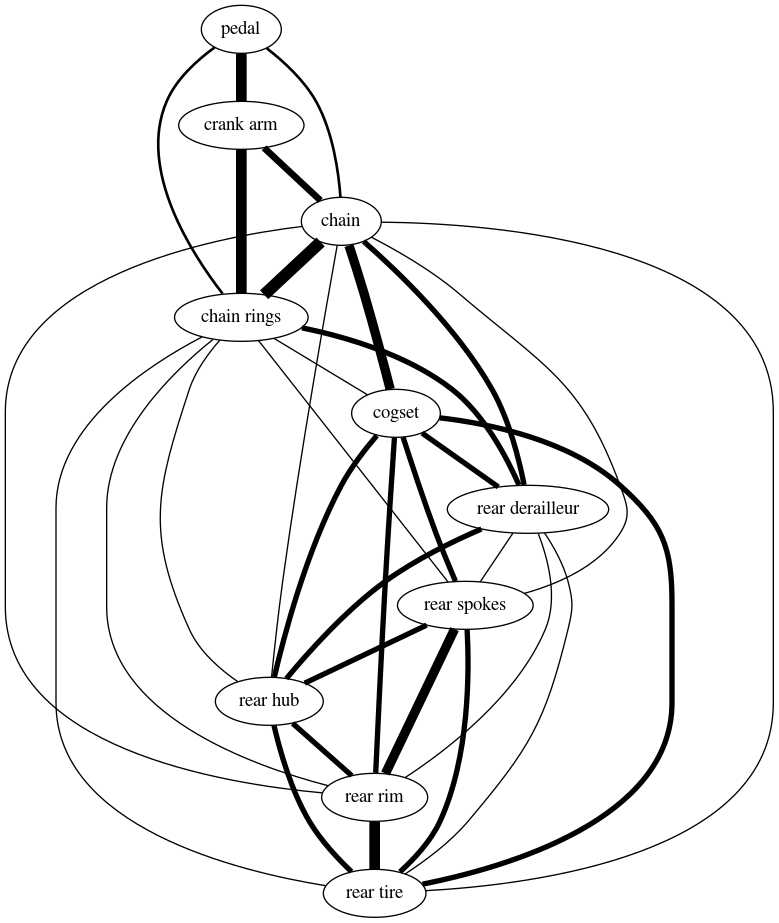 pedal
crank arm
chain
chain rings
cogset
rear derailleur
rear spokes
rear hub
rear rim
rear tire